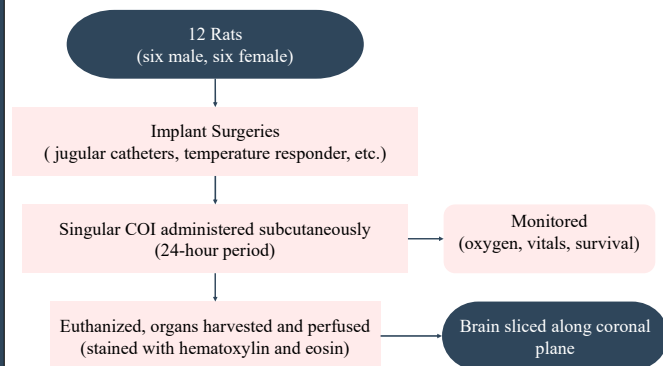 12 Rats
(six male, six female)
Implant Surgeries
( jugular catheters, temperature responder, etc.)
Singular COI administered subcutaneously
(24-hour period)
Monitored
(oxygen, vitals, survival)
Euthanized, organs harvested and perfused
(stained with hematoxylin and eosin)
Brain sliced along coronal
plane